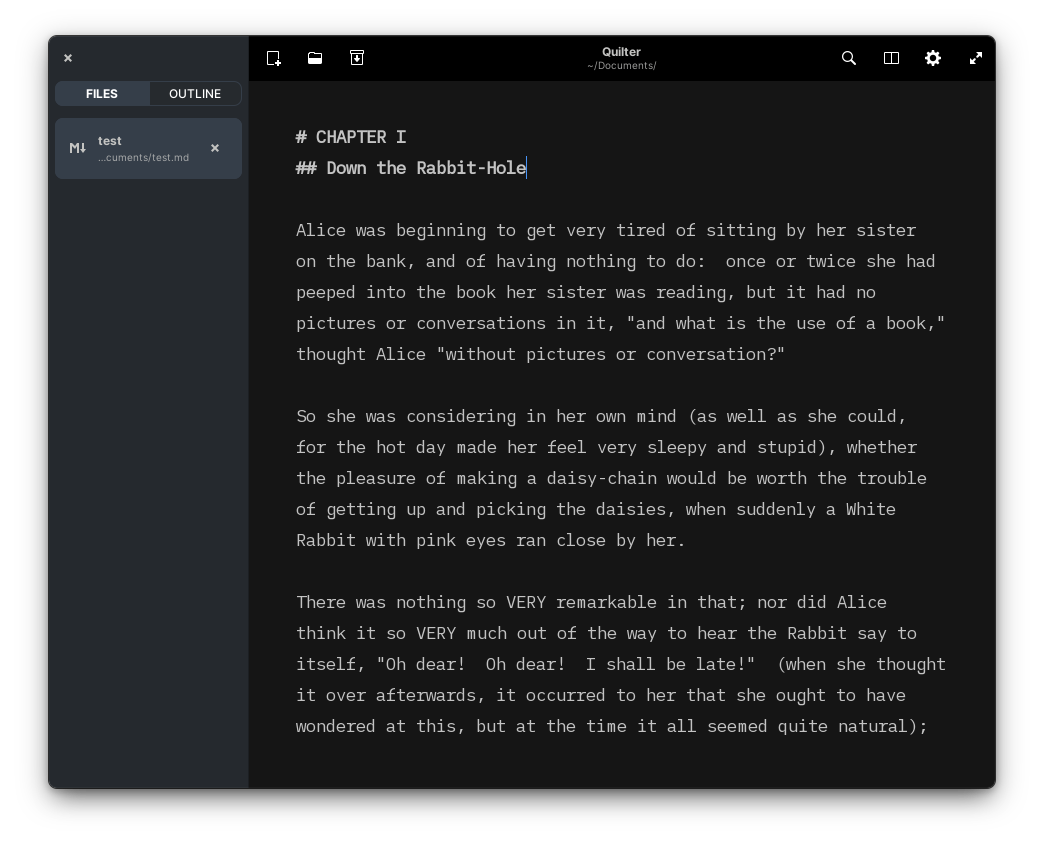 Quilter
~/Documents/
FILES
OUTLINE
M↓
test
...cuments/test.md
# CHAPTER I
## Down the Rabbit-Hole
Alice was beginning to get very tired of sitting by her sister
on the bank, and of having nothing to do:  once or twice she had
peeped into the book her sister was reading, but it had no
pictures or conversations in it, "and what is the use of a book,"
thought Alice "without pictures or conversation?"
So she was considering in her own mind (as well as she could,
for the hot day made her feel very sleepy and stupid), whether
the pleasure of making a daisy-chain would be worth the trouble
of getting up and picking the daisies, when suddenly a White
Rabbit with pink eyes ran close by her.
There was nothing so VERY remarkable in that; nor did Alice
think it so VERY much out of the way to hear the Rabbit say to
itself, "Oh dear!  Oh dear!  I shall be late!"  (when she thought
it over afterwards, it occurred to her that she ought to have
wondered at this, but at the time it all seemed quite natural);